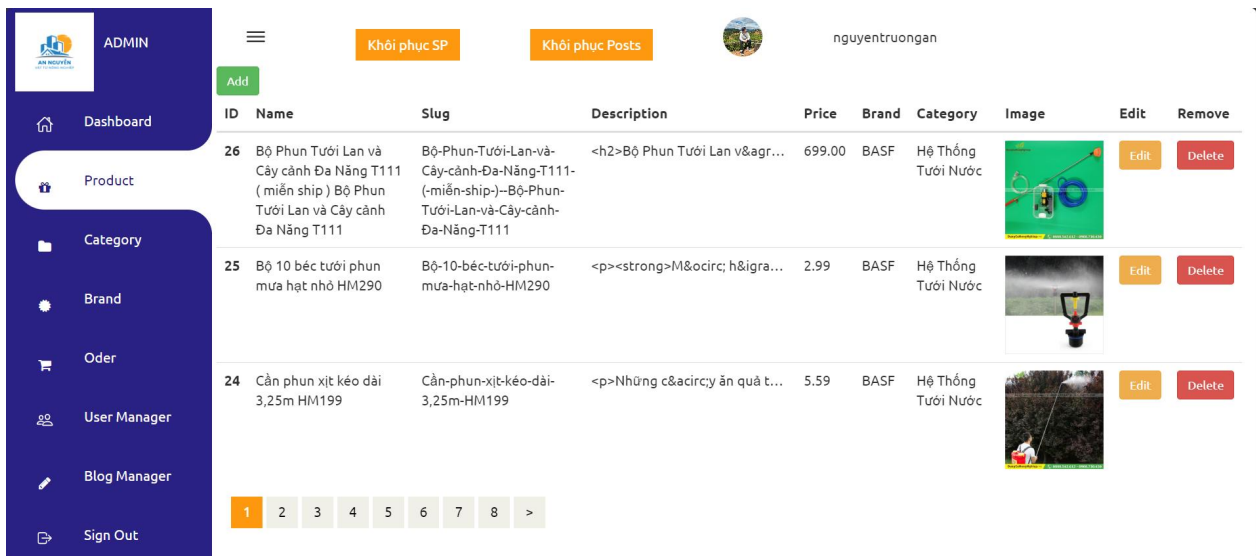 AN NGUYÊN
ADMIN
Khôi phục SP
Khôi phục Posts
nguyentruongan
Add
Dashboard
Product
Category
Brand
Oder
User Manager
Blog Manager
Sign Out
ID Name Slug Description Price Brand Category Image Edit Remove
26 Bộ Phun Tưới Lan và Bộ-Phun-Tưới-Lan-và- <h2>Bộ Phun Tưới Lan v&agr... 699.00 BASF Hệ Thống Edit Delete
Cây cảnh Đa Năng T111 Cây-cảnh-Đa-Năng-T111- Tưới Nước
( miễn ship ) Bộ Phun (-miễn-ship-)--Bộ-Phun-
Tưới Lan và Cây cảnh Tưới-Lan-và-Cây-cảnh-
Đa Năng T111 Đa-Năng-T111
25 Bộ 10 béc tưới phun Bộ-10-béc-tưới-phun- <p><strong>M&ocirc; h&igra... 2.99 BASF Hệ Thống Edit Delete
mưa hạt nhỏ HM290 mưa-hạt-nhỏ-HM290 Tưới Nước
24 Cần phun xịt kéo dài Cần-phun-xịt-kéo-dài- <p>Những c&acirc;y ăn quả t... 5.59 BASF Hệ Thống Edit Delete
3,25m HM199 3,25m-HM199 Tưới Nước
1 2 3 4 5 6 7 8 >